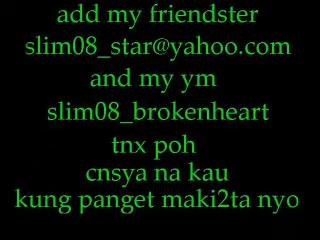 add my friendster
slim08_star@yahoo.com
and my ym
slim08_brokenheart
tnx poh
cnsya na kau
kung panget maki2ta nyo